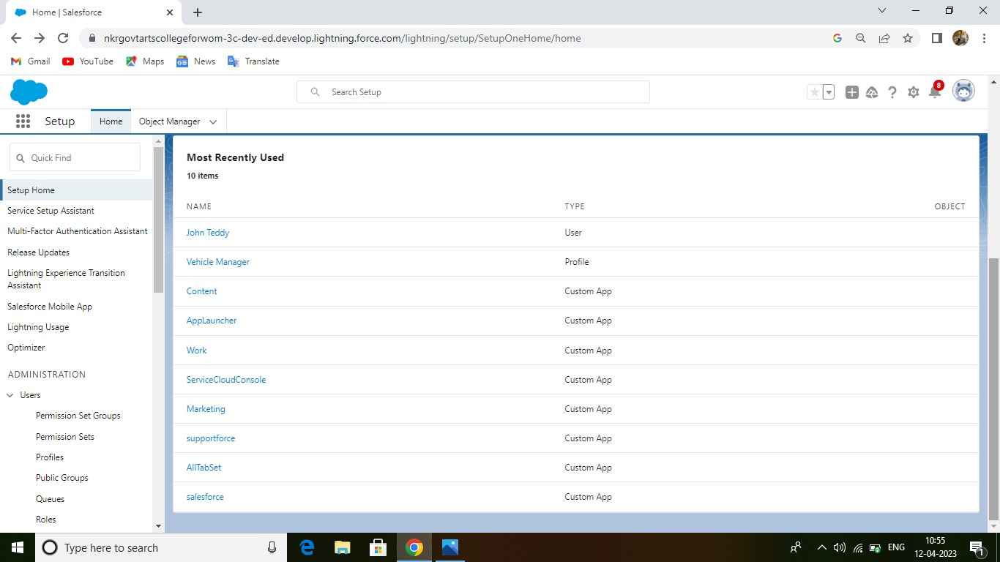 Home | Salesforce
nkrgovtartscollegeforwom-3c-dev-ed.develop.lightning.force.com/lightning/setup/SetupOneHome/home
Gmail YouTube Maps News Translate
Search Setup
8
Setup Home Object Manager
Quick Find
Setup Home
Service Setup Assistant
Multi-Factor Authentication Assistant
Release Updates
Lightning Experience Transition
Assistant
Salesforce Mobile App
Lightning Usage
Optimizer
ADMINISTRATION
Users
Permission Set Groups
Permission Sets
Profiles
Public Groups
Queues
Roles
Most Recently Used
10 items
NAME TYPE OBJECT
John Teddy User
Vehicle Manager Profile
Content Custom App
AppLauncher Custom App
Work Custom App
ServiceCloudConsole Custom App
Marketing Custom App
supportforce Custom App
AllTabSet Custom App
salesforce Custom App
Type here to search
ENG
10:55
12-04-2023
1